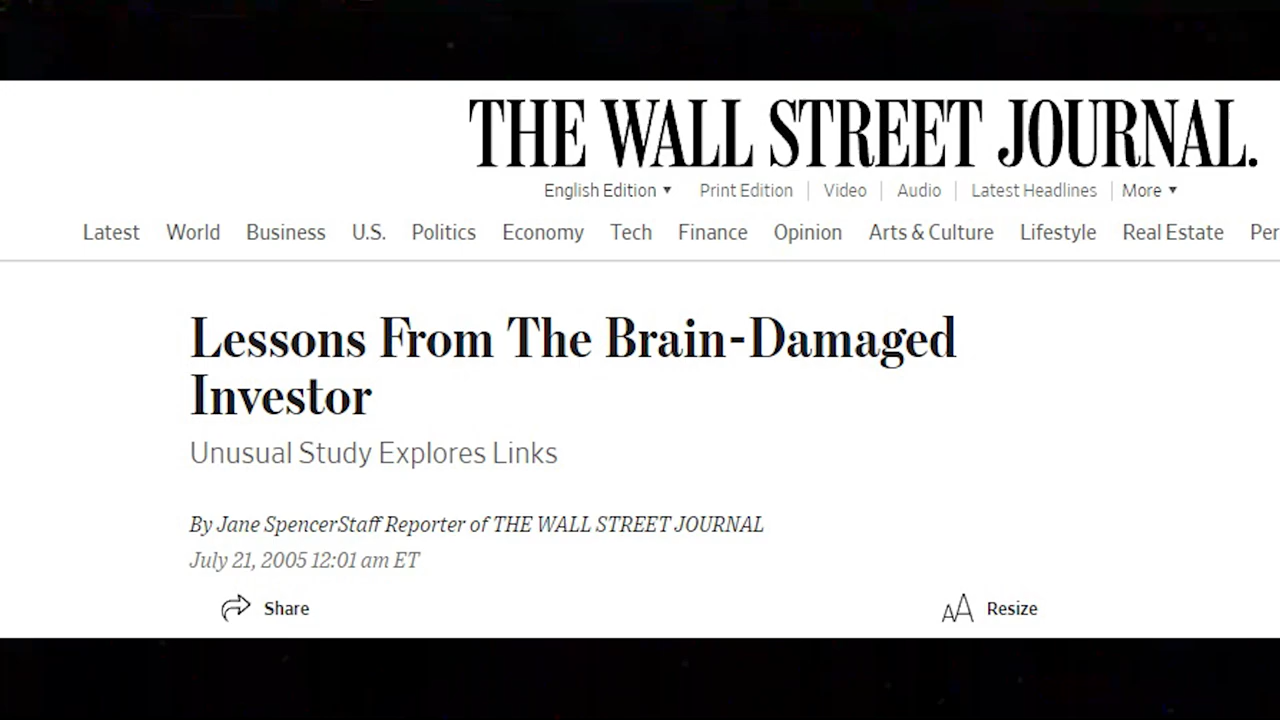 THE WALL STREET JOURNAL.
English Edition ▼ Print Edition | Video | Audio | Latest Headlines | More ▼
Latest World Business U.S. Politics Economy Tech Finance Opinion Arts & Culture Lifestyle Real Estate Per
Lessons From The Brain-Damaged
Investor
Unusual Study Explores Links
By Jane SpencerStaff Reporter of THE WALL STREET JOURNAL
July 21, 2005 12:01 am ET
Share
AA Resize